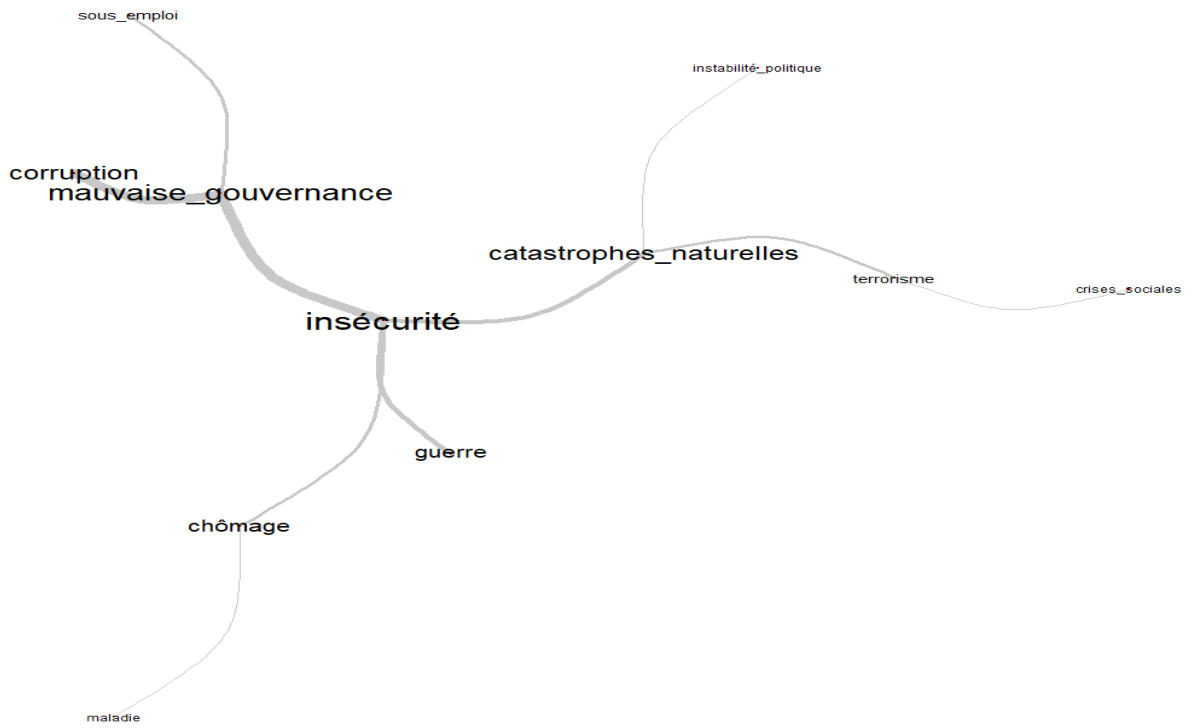 sous_emploi
instabilité_politique
corruption
mauvaise_gouvernance
catastrophes_naturelles
terrorisme
crises_sociales
insécurité
guerre
chômage
maladie